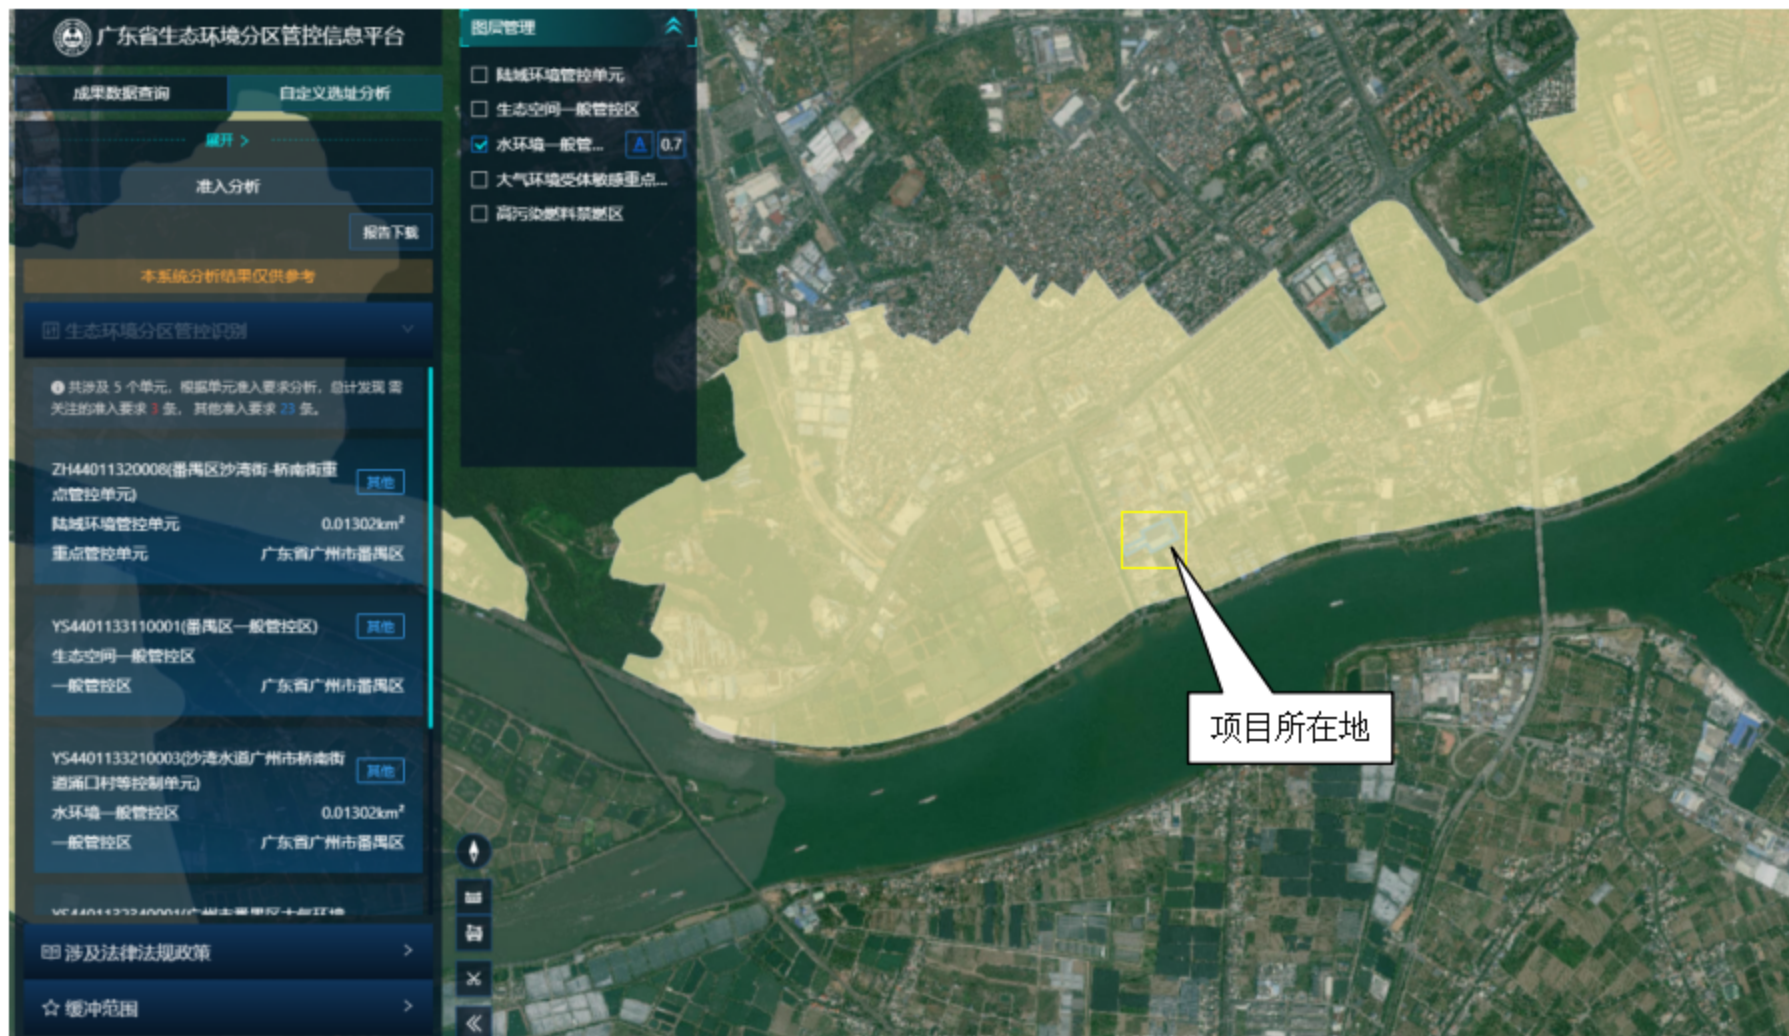 广东省生态环境分区管控信息平台
成果数据查询
自定义选址分析
展开 >
准入分析
报告下载
本系统分析结果仅供参考
生态环境分区管控识别
共涉及 5 个单元，根据单元准入要求分析，总计发现 需
关注的准入要求 3 条， 其他准入要求 23 条。
ZH44011320008(番禺区沙湾街-桥南街重
点管控单元)
其他
陆域环境管控单元 0.01302km²
重点管控单元 广东省广州市番禺区
YS4401133110001(番禺区一般管控区)
其他
生态空间一般管控区
一般管控区 广东省广州市番禺区
YS4401133210003(沙湾水道广州市桥南街
道涌口村等控制单元)
其他
水环境一般管控区 0.01302km²
一般管控区 广东省广州市番禺区
YS4401132340001(广州市番禺区大气环境
涉及法律法规政策
缓冲范围
图层管理
陆域环境管控单元
生态空间一般管控区
水环境一般管... 0.7
大气环境受体敏感重点...
高污染燃料禁燃区
项目所在地